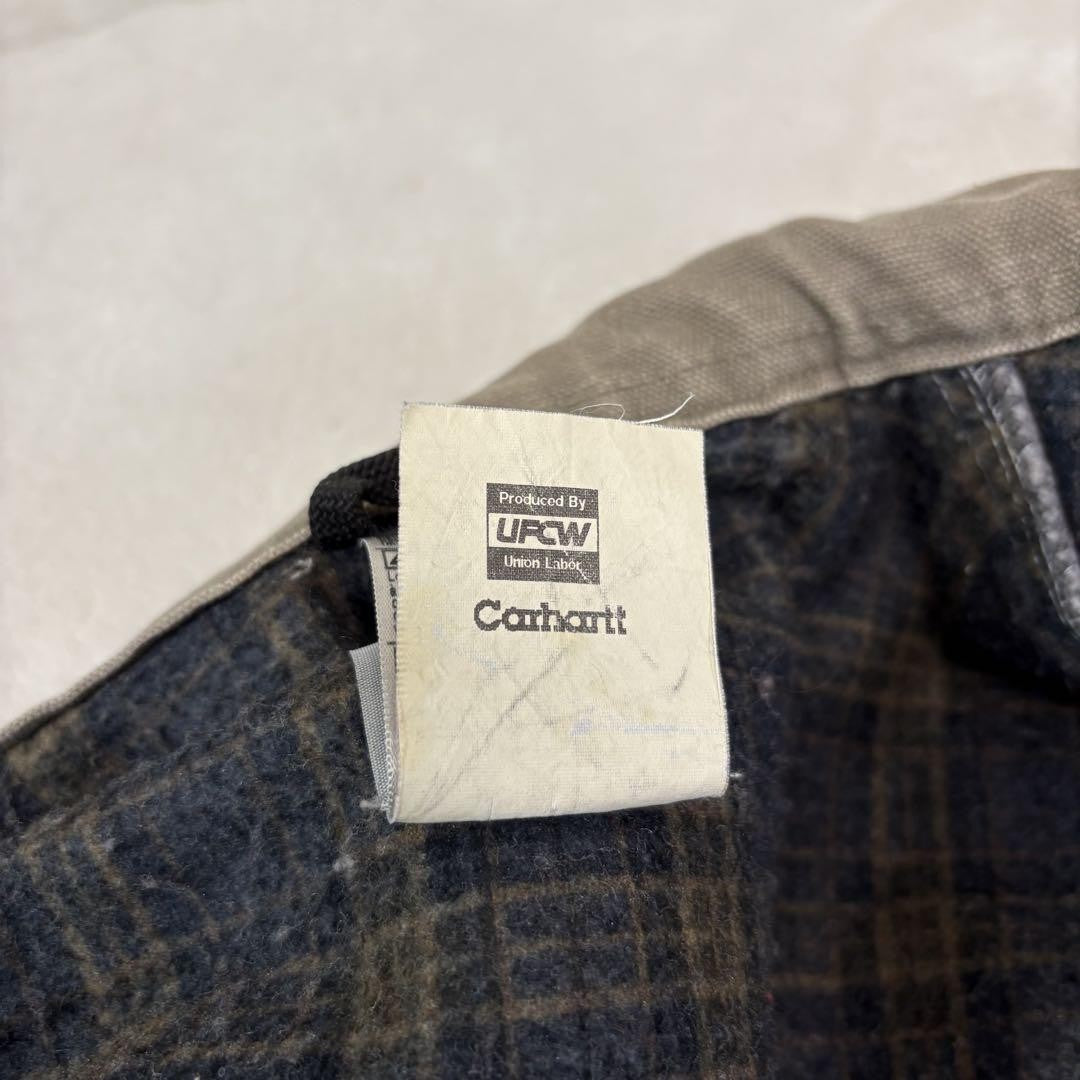 Produced By
UFCW
Union Labor
Carhartt